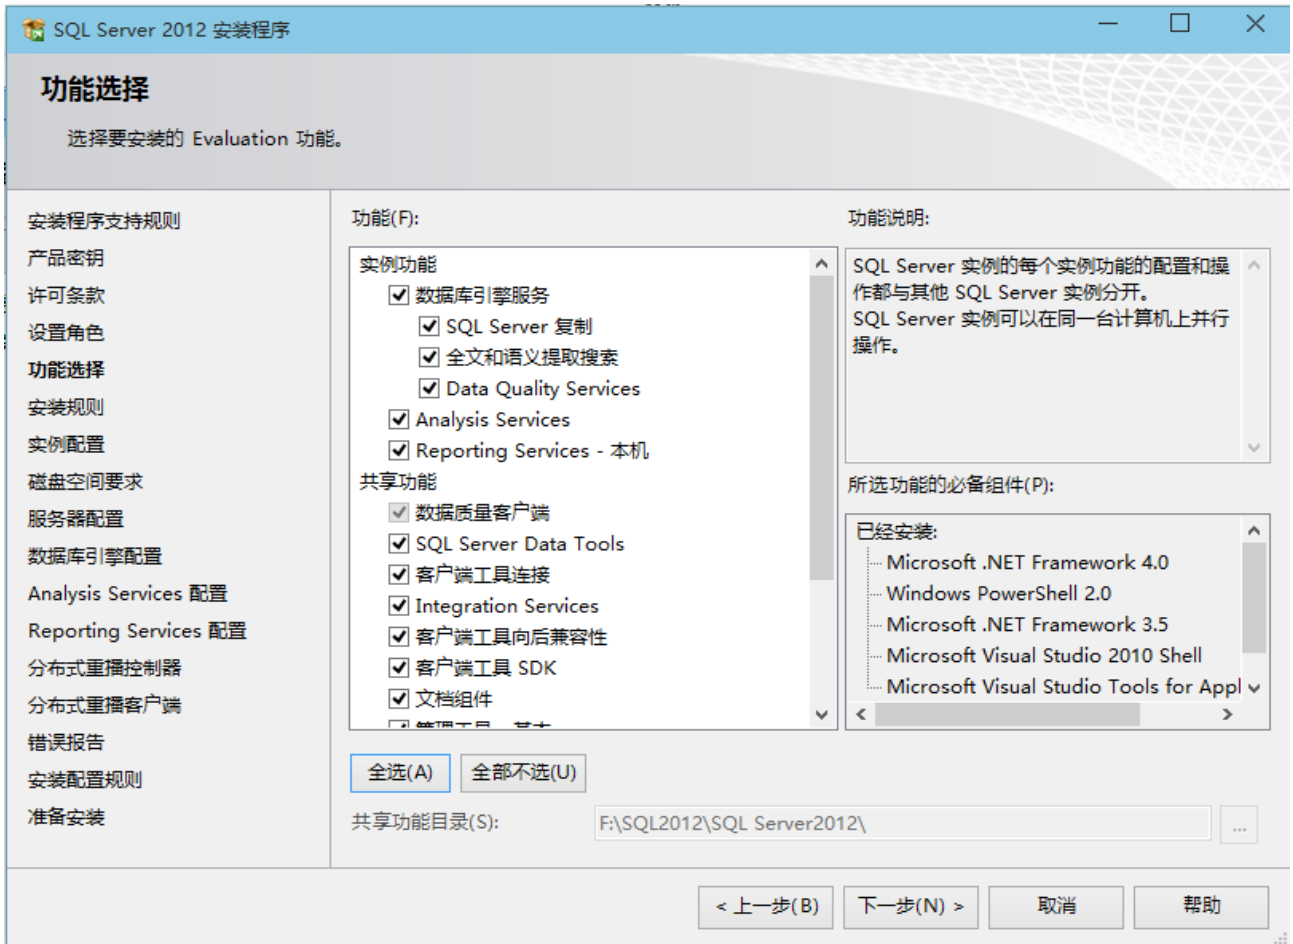 SQL Server 2012 安装程序
功能选择
选择要安装的 Evaluation 功能。
安装程序支持规则
产品密钥
许可条款
设置角色
功能选择
安装规则
实例配置
磁盘空间要求
服务器配置
数据库引擎配置
Analysis Services 配置
Reporting Services 配置
分布式重播控制器
分布式重播客户端
错误报告
安装配置规则
准备安装
功能(F):
实例功能
数据库引擎服务
SQL Server 复制
全文和语义提取搜索
Data Quality Services
Analysis Services
Reporting Services - 本机
共享功能
数据质量客户端
SQL Server Data Tools
客户端工具连接
Integration Services
客户端工具向后兼容性
客户端工具 SDK
文档组件
管理工具 - 基本
全选(A)
全部不选(U)
共享功能目录(S):
F:\SQL2012\SQL Server2012\
...
功能说明:
SQL Server 实例的每个实例功能的配置和操
作都与其他 SQL Server 实例分开。
SQL Server 实例可以在同一台计算机上并行
操作。
所选功能的必备组件(P):
已经安装:
Microsoft .NET Framework 4.0
Windows PowerShell 2.0
Microsoft .NET Framework 3.5
Microsoft Visual Studio 2010 Shell
Microsoft Visual Studio Tools for Appl
< 上一步(B)
下一步(N) >
取消
帮助